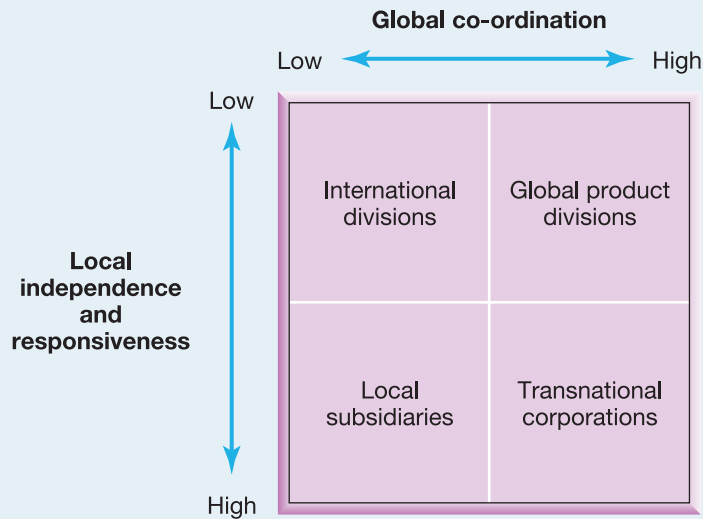 Global co-ordination
Low
High
Low
International
divisions
Global product
divisions
Local
independence
and
responsiveness
Local
subsidiaries
Transnational
corporations
High